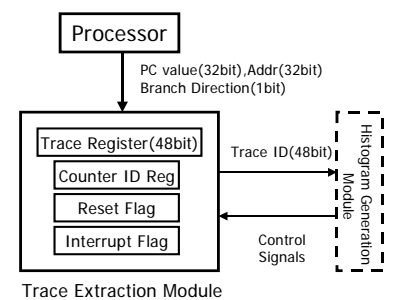 Processor
PC value(32bit),Addr(32bit)
Branch Direction(1bit)
Trace Register(48bit)
Counter ID Reg
Reset Flag
Interrupt Flag
Trace ID(48bit)
Control
Signals
Histogram Generation
Module
Trace Extraction Module